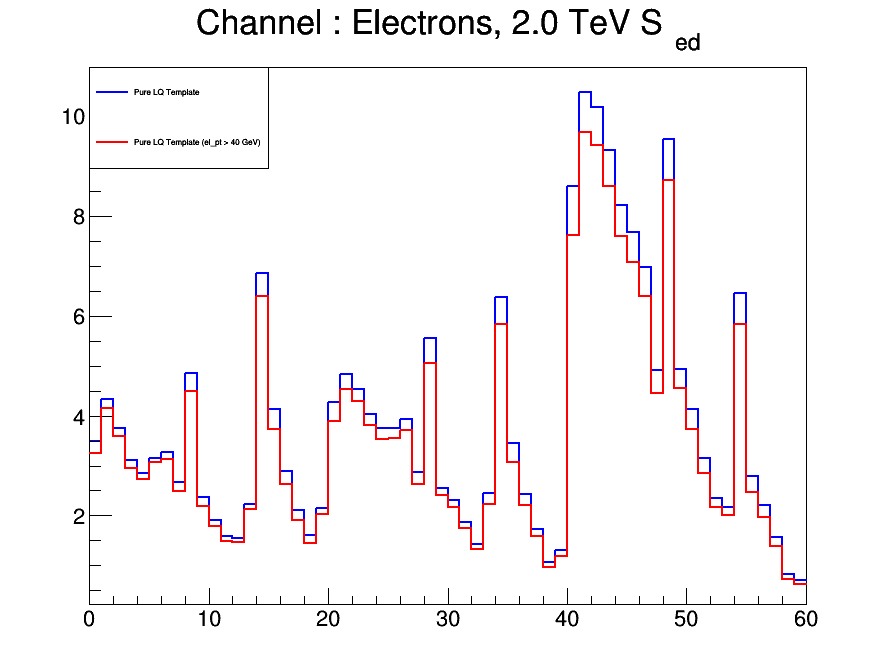 Channel : Electrons, 2.0 TeV S ed
Pure LQ Template
Pure LQ Template (el_pt > 40 GeV)
10
8
6
4
2
0 10 20 30 40 50 60